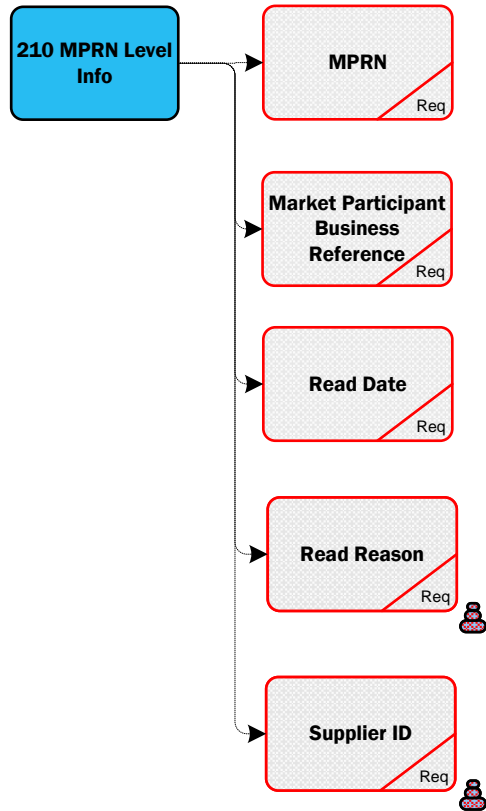 210 MPRN Level
Info
MPRN
Req
Market Participant
Business
Reference
Req
Read Date
Req
Read Reason
Req
Supplier ID
Req